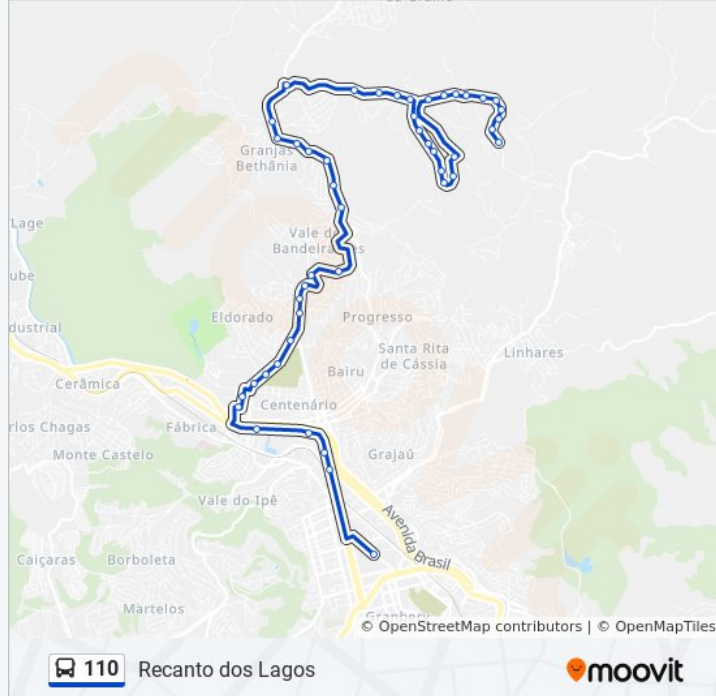 Granjas
Bethânia
Lage
Vale de
Bandeirantes
ube
Eldorado
Progresso
dustrial
Santa Rita
de Cássia
Linhares
Cerâmica
Bairu
Centenário
rlos Chagas
Fábrica
Monte Castelo
Grajaú
Vale do Ipê
Avenida Brasil
Caiçaras
Borboleta
Martelos
Granbery
© OpenStreetMap contributors | © OpenMapTiles
110 Recanto dos Lagos
moovit